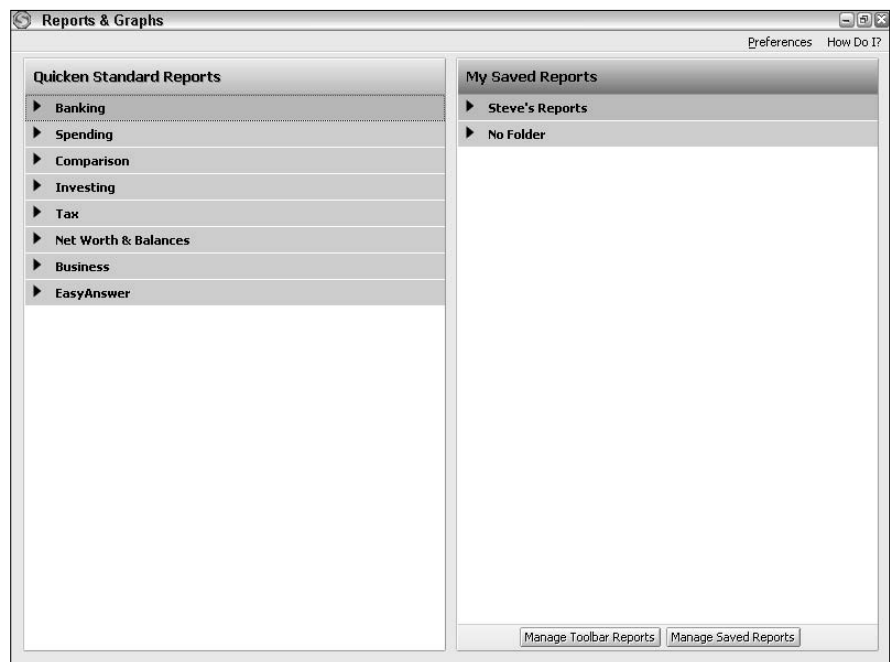 Reports & Graphs
Preferences How Do I?
Quicken Standard Reports
Banking
Spending
Comparison
Investing
Tax
Net Worth & Balances
Business
EasyAnswer
My Saved Reports
Steve's Reports
No Folder
Manage Toolbar Reports Manage Saved Reports